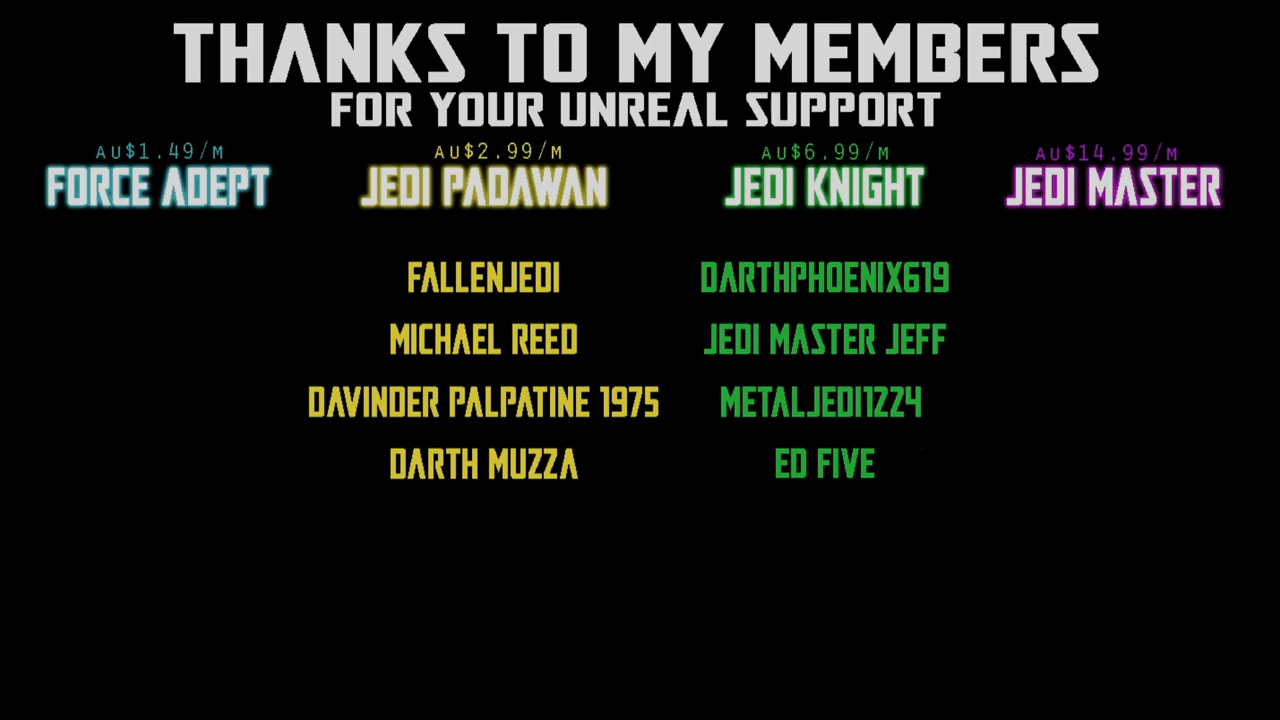 THANKS TO MY MEMBERS
FOR YOUR UNREAL SUPPORT
AU$1.49/M AU$2.99/M AU$6.99/M AU$14.99/M
FORCE ADEPT JEDI PADAWAN JEDI KNIGHT JEDI MASTER
FALLENJEDI DARTHPHOENIX619
MICHAEL REED JEDI MASTER JEFF
DAVINDER PALPATINE 1975 METALJEDI1224
DARTH MUZZA ED FIVE